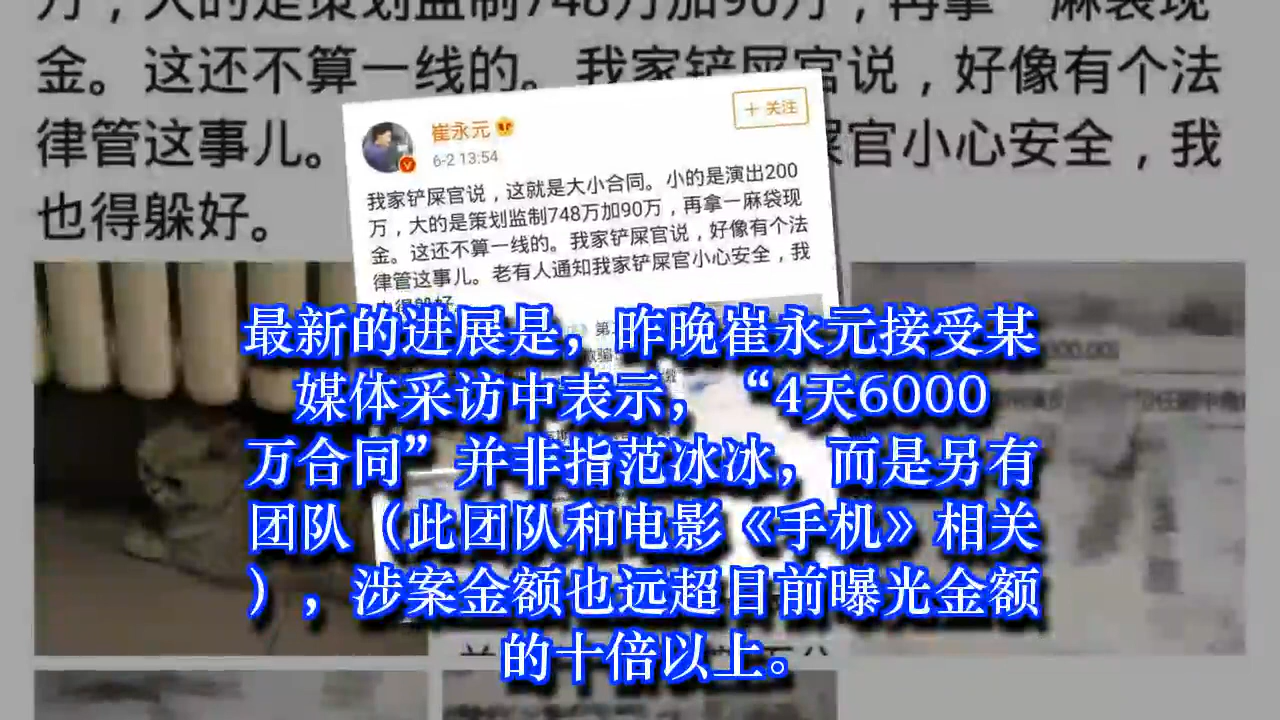 万，大的是策划监制748万加90万，再拿一麻袋现
金。这还不算一线的。我家铲屎官说，好像有个法
律管这事儿。
屎官小心安全，我
也得躲好。
崔永元
6-2 13:54
＋ 关注
我家铲屎官说，这就是大小合同。小的是演出200
万，大的是策划监制748万加90万，再拿一麻袋现
金。这还不算一线的。我家铲屎官说，好像有个法
律管这事儿。老有人通知我家铲屎官小心安全，我
也得躲好。
最新的进展是，昨晚崔永元接受某
媒体采访中表示，“4天6000
万合同”并非指范冰冰，而是另有
团队（此团队和电影《手机》相关
），涉案金额也远超目前曝光金额
的十倍以上。